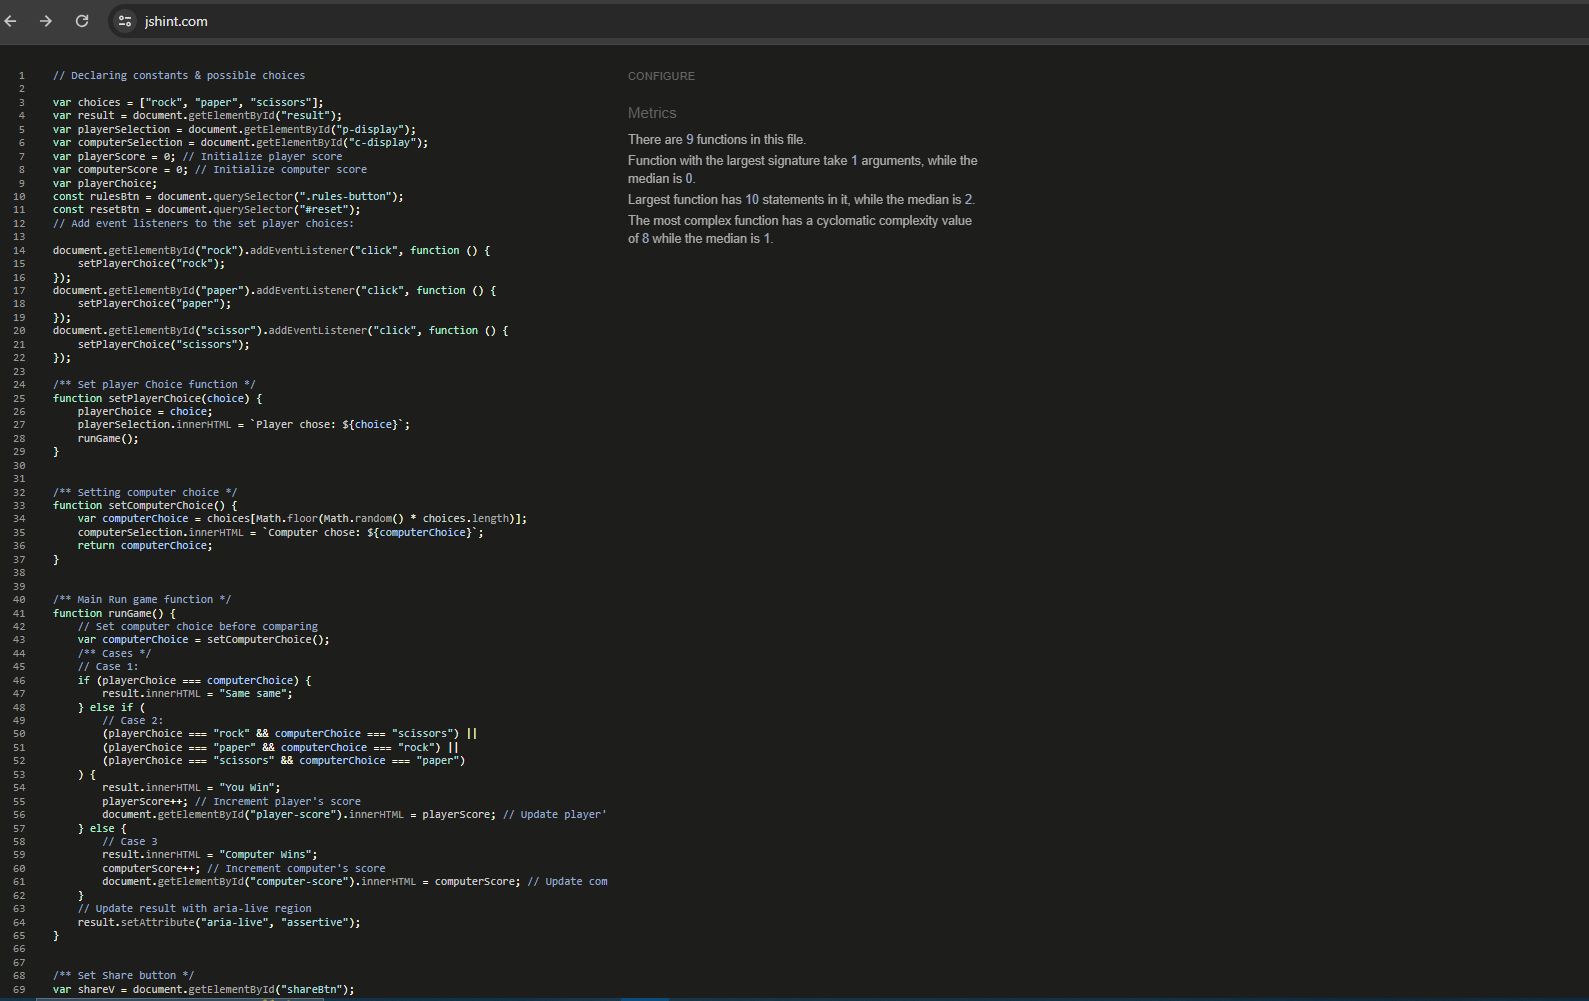 jshint.com
1 // Declaring constants & possible choices
2
3 var choices = ["rock", "paper", "scissors"];
4 var result = document.getElementById("result");
5 var playerSelection = document.getElementById("p-display");
6 var computerSelection = document.getElementById("c-display");
7 var playerScore = 0; // Initialize player score
8 var computerScore = 0; // Initialize computer score
9 var playerChoice;
10 const rulesBtn = document.querySelector(".rules-button");
11 const resetBtn = document.querySelector("#reset");
12 // Add event listeners to the set player choices:
13
14 document.getElementById("rock").addEventListener("click", function () {
15     setPlayerChoice("rock");
16 });
17 document.getElementById("paper").addEventListener("click", function () {
18     setPlayerChoice("paper");
19 });
20 document.getElementById("scissor").addEventListener("click", function () {
21     setPlayerChoice("scissors");
22 });
23
24 /** Set player Choice function */
25 function setPlayerChoice(choice) {
26     playerChoice = choice;
27     playerSelection.innerHTML = `Player chose: ${choice}`;
28     runGame();
29 }
30
31
32 /** Setting computer choice */
33 function setComputerChoice() {
34     var computerChoice = choices[Math.floor(Math.random() * choices.length)];
35     computerSelection.innerHTML = `Computer chose: ${computerChoice}`;
36     return computerChoice;
37 }
38
39
40 /** Main Run game function */
41 function runGame() {
42     // Set computer choice before comparing
43     var computerChoice = setComputerChoice();
44     /** Cases */
45     // Case 1:
46     if (playerChoice === computerChoice) {
47         result.innerHTML = "Same same";
48     } else if (
49         // Case 2:
50         (playerChoice === "rock" && computerChoice === "scissors") ||
51         (playerChoice === "paper" && computerChoice === "rock") ||
52         (playerChoice === "scissors" && computerChoice === "paper")
53     ) {
54         result.innerHTML = "You Win";
55         playerScore++; // Increment player's score
56         document.getElementById("player-score").innerHTML = playerScore; // Update player'
57     } else {
58         // Case 3
59         result.innerHTML = "Computer Wins";
60         computerScore++; // Increment computer's score
61         document.getElementById("computer-score").innerHTML = computerScore; // Update com
62     }
63     // Update result with aria-live region
64     result.setAttribute("aria-live", "assertive");
65 }
66
67
68 /** Set Share button */
69 var shareV = document.getElementById("shareBtn");
CONFIGURE
Metrics
There are 9 functions in this file.
Function with the largest signature take 1 arguments, while the
median is 0.
Largest function has 10 statements in it, while the median is 2.
The most complex function has a cyclomatic complexity value
of 8 while the median is 1.